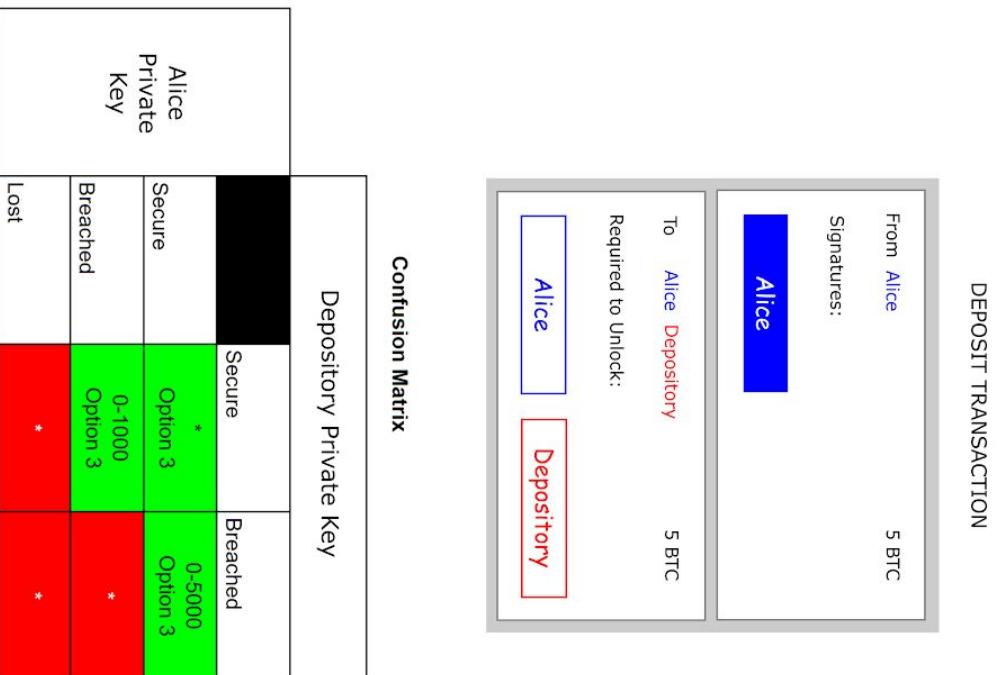 DEPOSIT TRANSACTION
From Alice 5 BTC
Signatures:
Alice
To Alice Depository 5 BTC
Required to Unlock:
Alice Depository
Confusion Matrix
Depository Private Key
Secure Breached
Alice
Private
Key
Secure
*
Option 3
0-5000
Option 3
Breached
0-1000
Option 3
*
Lost
*
*